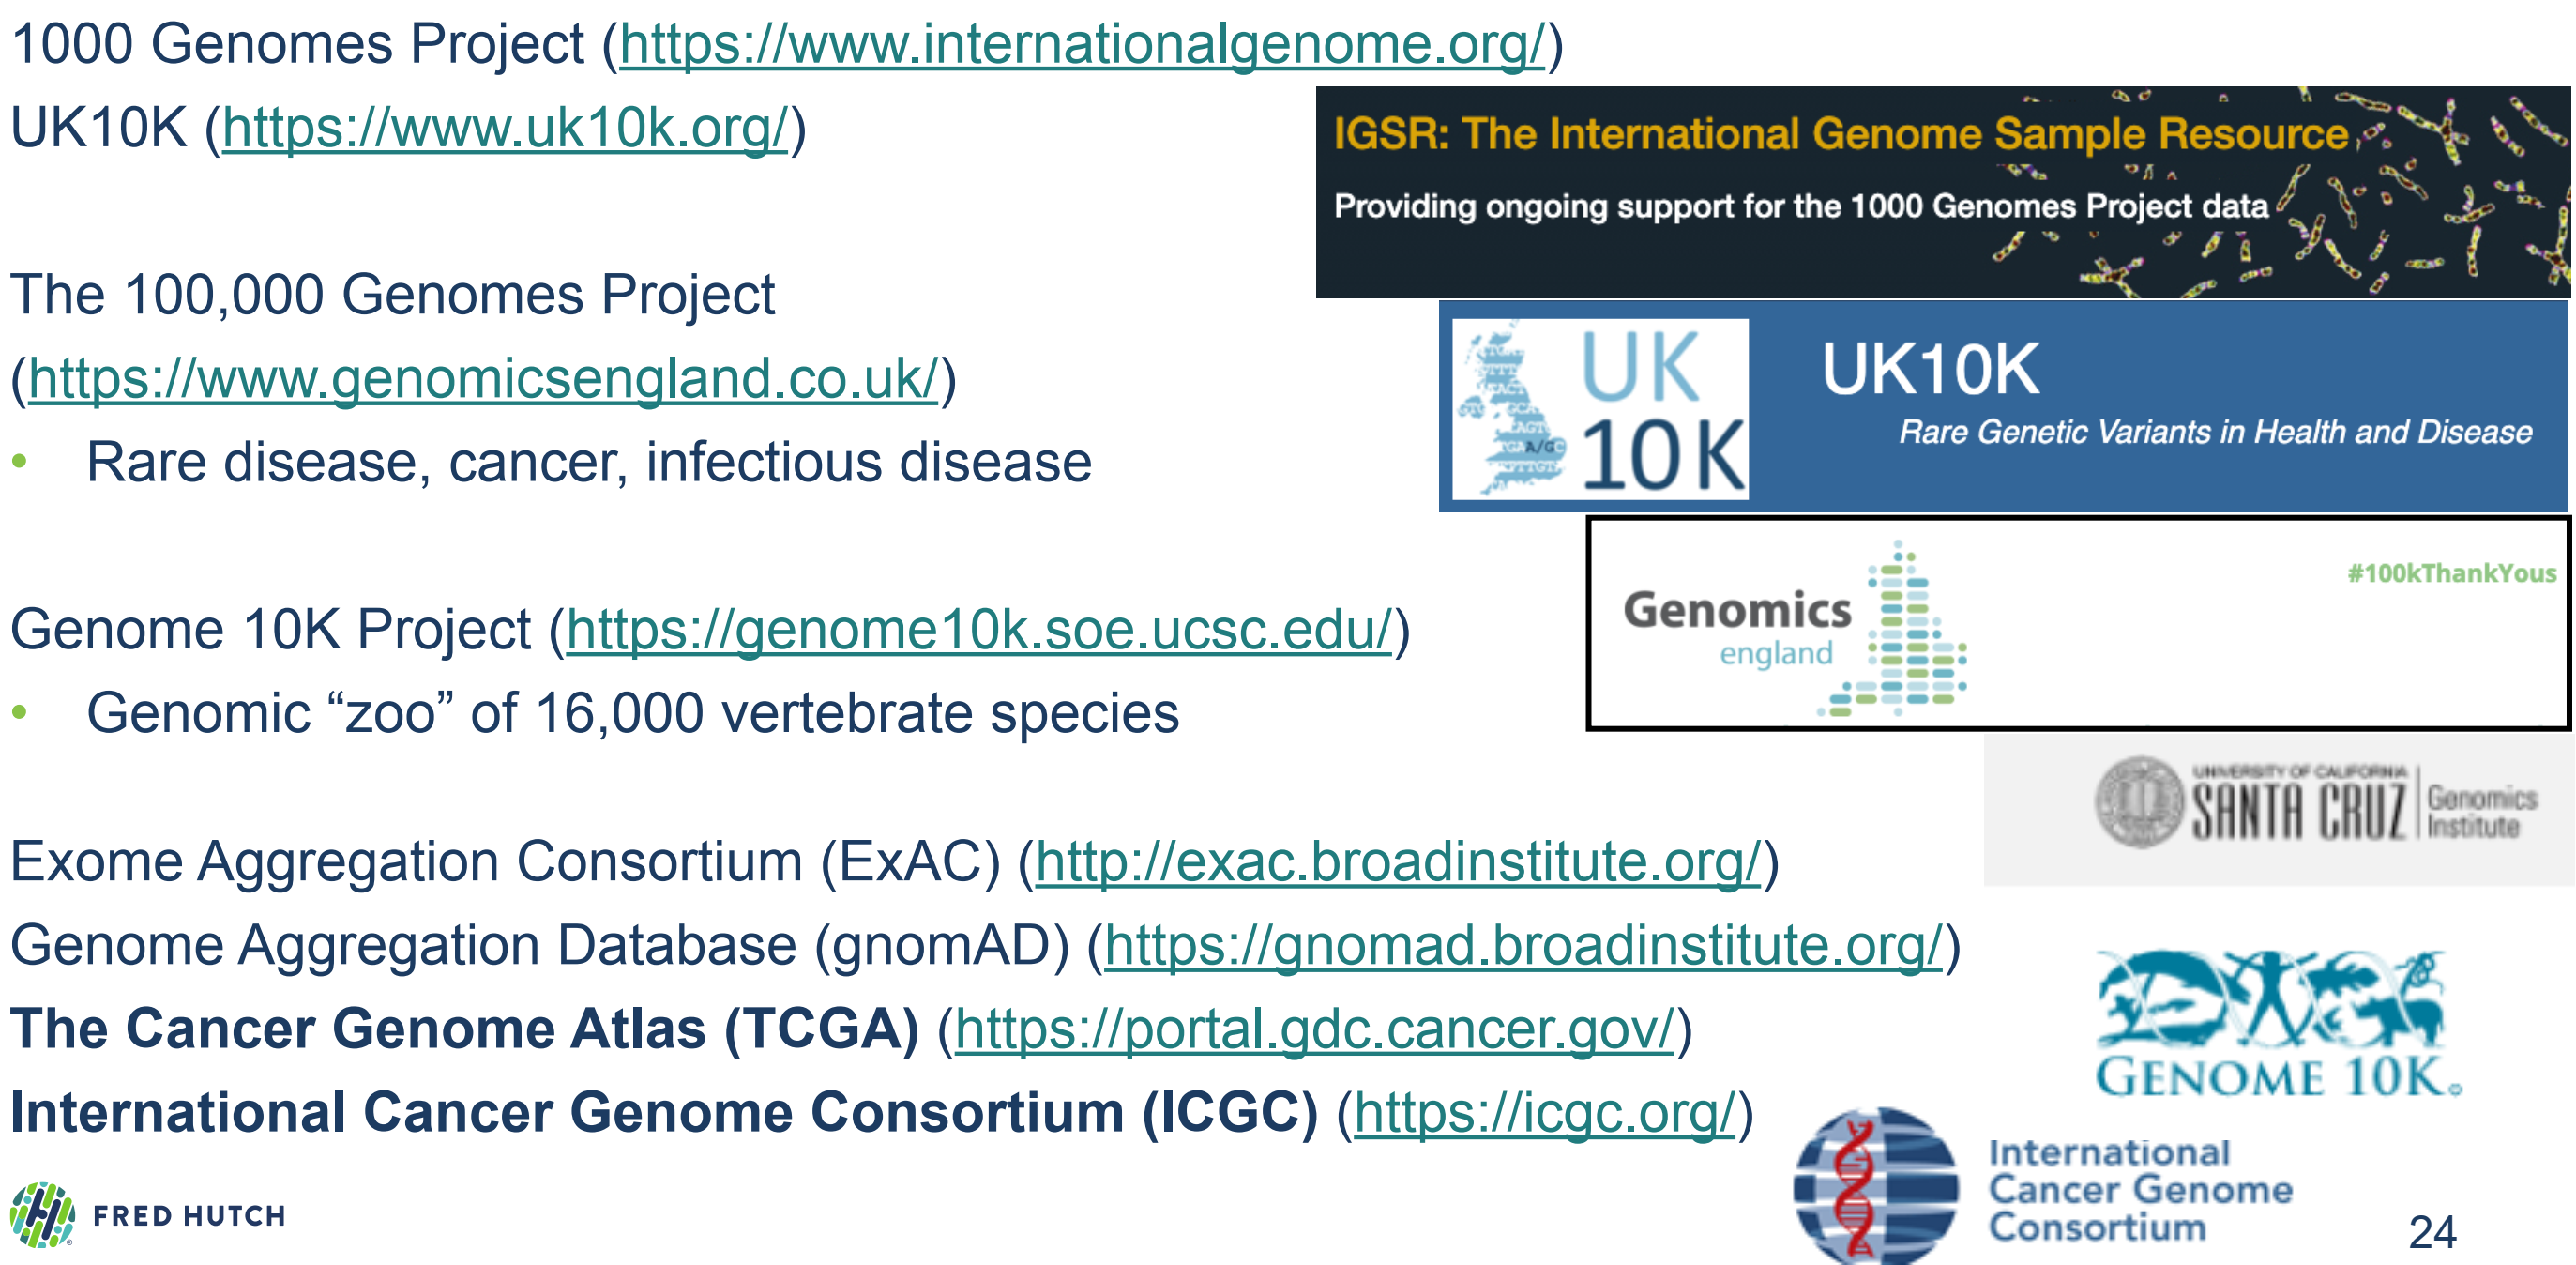 1000 Genomes Project (https://www.internationalgenome.org/)
UK10K (https://www.uk10k.org/)
The 100,000 Genomes Project
(https://www.genomicsengland.co.uk/)
• Rare disease, cancer, infectious disease
Genome 10K Project (https://genome10k.soe.ucsc.edu/)
• Genomic “zoo” of 16,000 vertebrate species
Exome Aggregation Consortium (ExAC) (http://exac.broadinstitute.org/)
Genome Aggregation Database (gnomAD) (https://gnomad.broadinstitute.org/)
The Cancer Genome Atlas (TCGA) (https://portal.gdc.cancer.gov/)
International Cancer Genome Consortium (ICGC) (https://icgc.org/)
IGSR: The International Genome Sample Resource
Providing ongoing support for the 1000 Genomes Project data
UK
10K
UK10K
Rare Genetic Variants in Health and Disease
Genomics
england
#100kThankYous
UNIVERSITY OF CALIFORNIA
SANTA CRUZ
Genomics
Institute
GENOME 10K
International
Cancer Genome
Consortium
FRED HUTCH
24